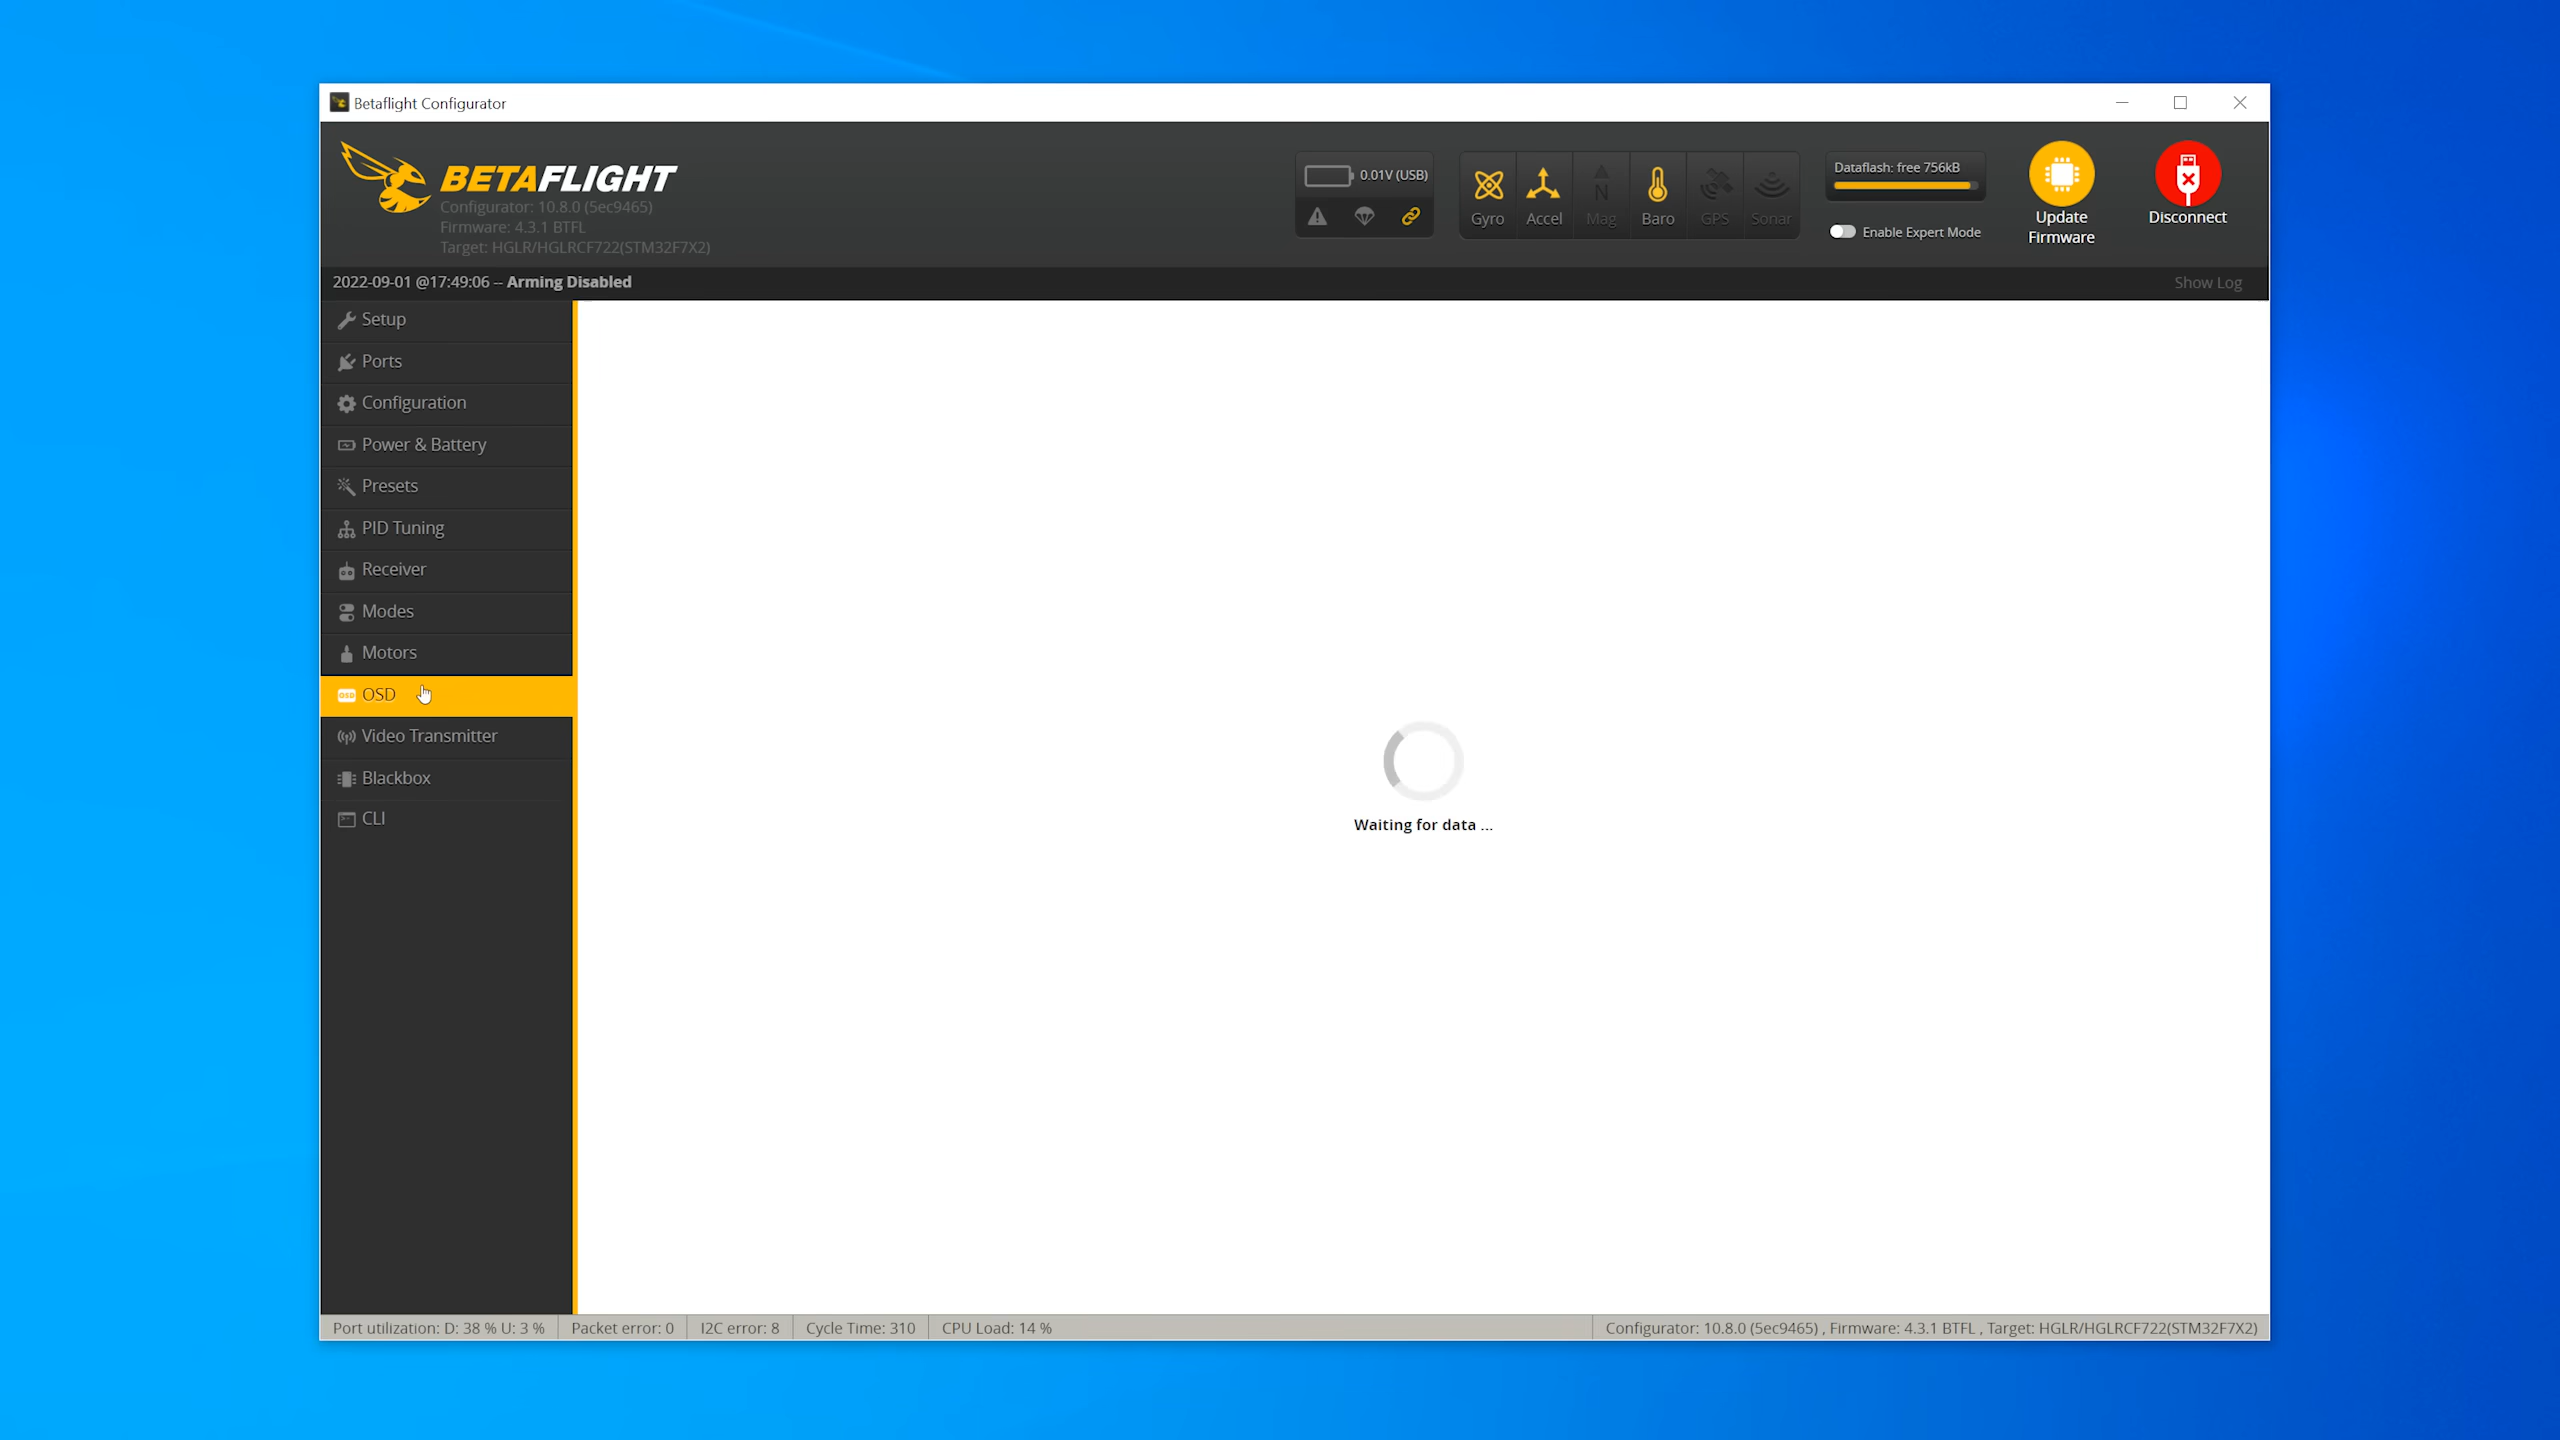 Betaflight Configurator
BETAFLIGHT
Configurator: 10.8.0 (5ec9465)
Firmware: 4.3.1 BTFL
Target: HGLR/HGLRCF722(STM32F7X2)
0.01V (USB)
Gyro
Accel
N
Mag
Baro
GPS
Sonar
Dataflash: free 756kB
Enable Expert Mode
Update
Firmware
Disconnect
2022-09-01 @17:49:06 -- Arming Disabled
Show Log
Setup
Ports
Configuration
Power & Battery
Presets
PID Tuning
Receiver
Modes
Motors
OSD OSD
Video Transmitter
Blackbox
CLI
Waiting for data ...
Port utilization: D: 38 % U: 3 %
Packet error: 0
I2C error: 8
Cycle Time: 310
CPU Load: 14 %
Configurator: 10.8.0 (5ec9465) , Firmware: 4.3.1 BTFL , Target: HGLR/HGLRCF722(STM32F7X2)